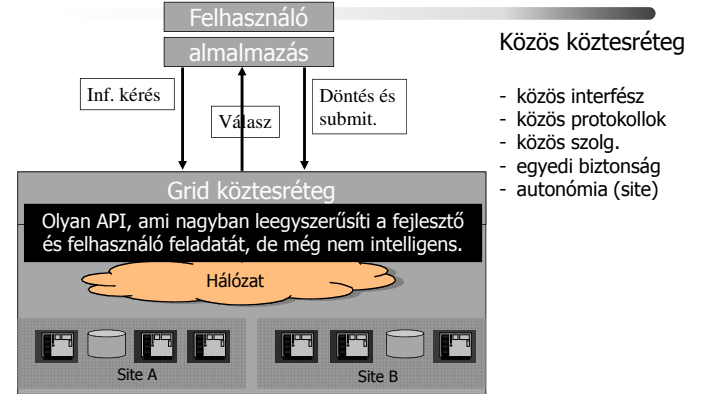 Felhasználó
almalmazás
Inf. kérés
Válasz
Döntés és
submit.
Grid köztesréteg
Olyan API, ami nagyban leegyszerűsíti a fejlesztő
és felhasználó feladatát, de még nem intelligens.
Hálózat
Site A
Site B
Közös köztesréteg
- közös interfész
- közös protokollok
- közös szolg.
- egyedi biztonság
- autonómia (site)